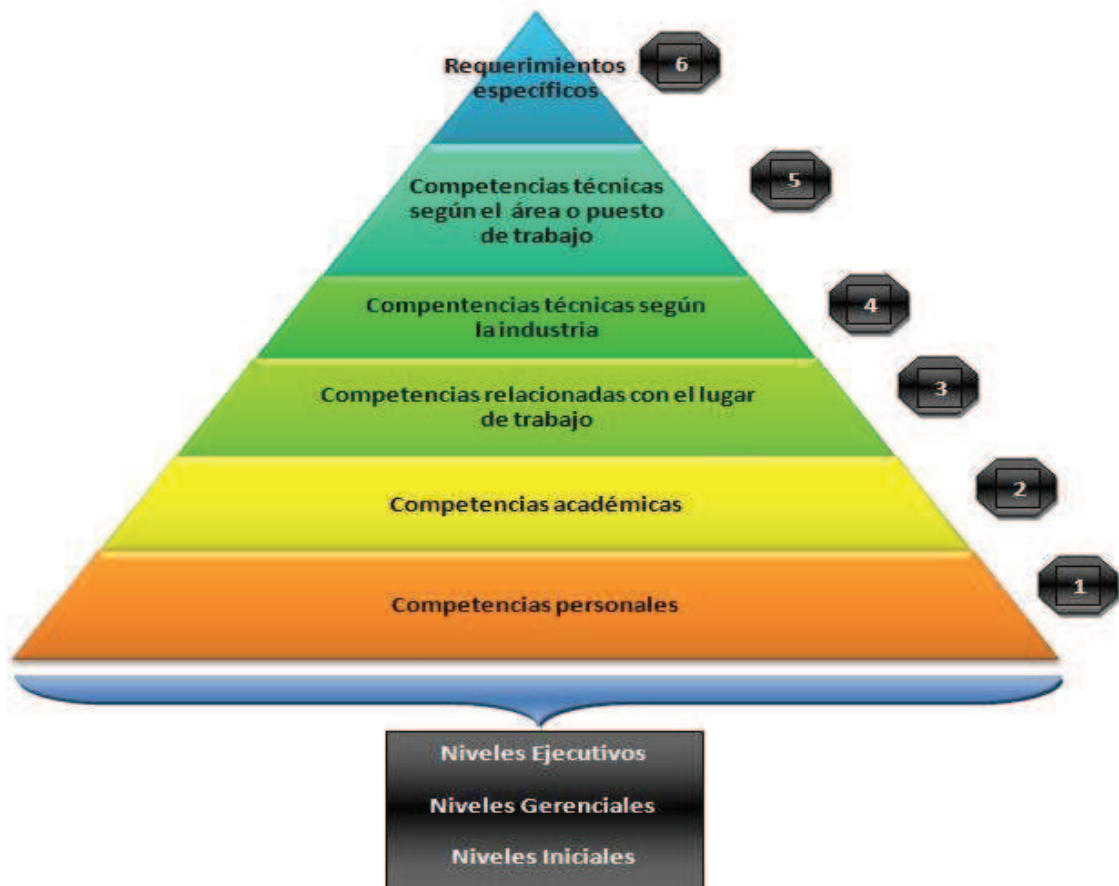 Requerimientos
específicos
6
Competencias técnicas
según el área o puesto
de trabajo
5
Compentencias técnicas según
la industria
4
Competencias relacionadas con el lugar
de trabajo
3
Competencias académicas
2
Competencias personales
1
Niveles Ejecutivos
Niveles Gerenciales
Niveles Iniciales